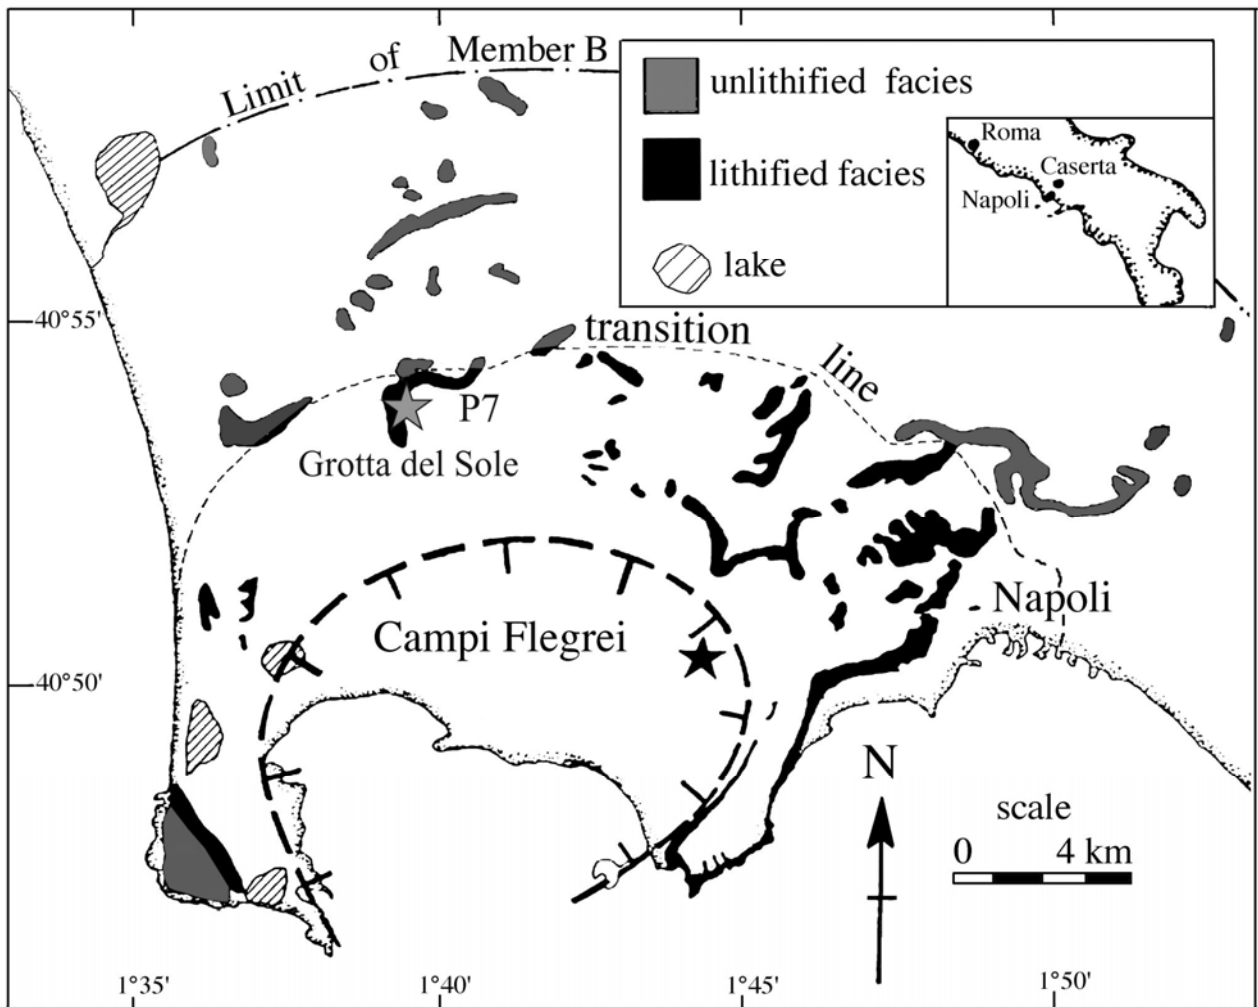 Limit of Member B
unlithified facies
lithified facies
lake
Roma
Caserta
Napoli
40°55'
transition line
P7
Grotta del Sole
Campi Flegrei
Napoli
40°50'
N
scale
0 4 km
1°35' 1°40' 1°45' 1°50'